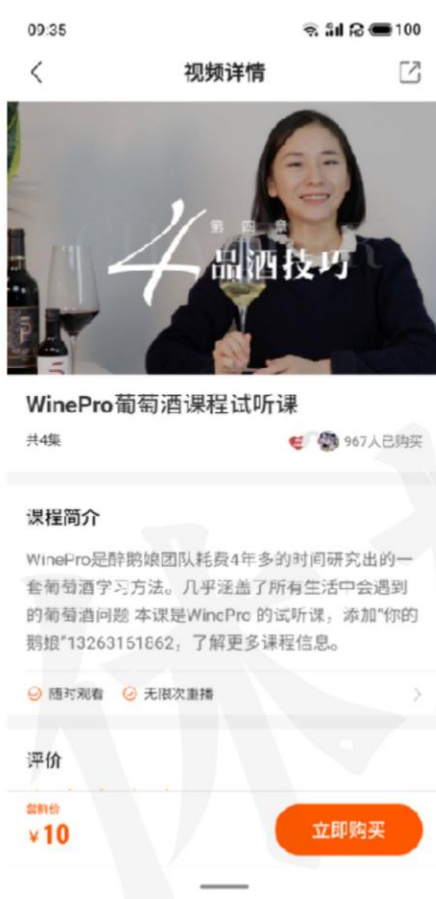 09:35
100
视频详情
第四章
4
品酒技巧
WinePro葡萄酒课程试听课
共4集
967人已购买
课程简介
WinePro是醉鹅娘团队耗费4年多的时间研究出的一
套葡萄酒学习方法。几乎涵盖了所有生活中会遇到
的葡萄酒问题 本课是WinePro 的试听课，添加“你的
鹅娘”13263151862，了解更多课程信息。
随时观看
无限次重播
评价
¥10
立即购买